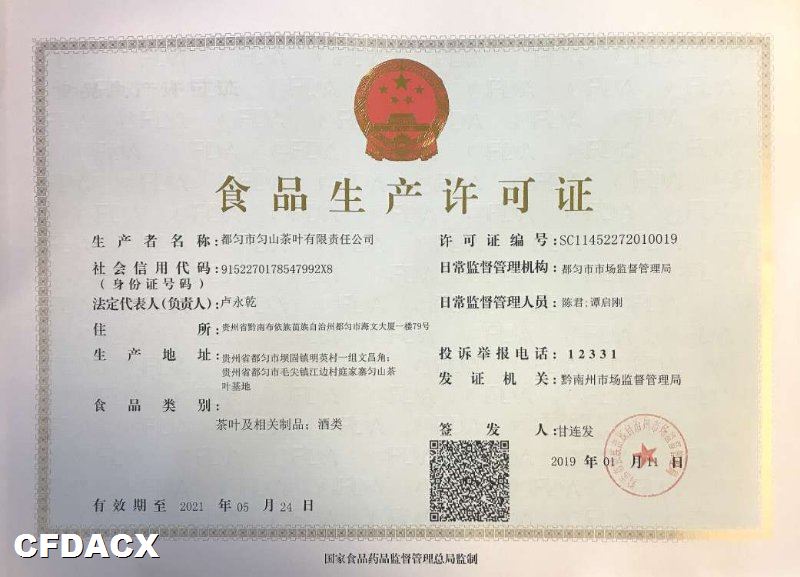 食品生产许可证
生产者名称:都匀市匀山茶叶有限责任公司
许可证编号:SC11452272010019
社会信用代码:9152270178547992X8
(身份证号码)
日常监督管理机构:都匀市市场监督管理局
法定代表人(负责人):卢永乾
日常监督管理人员:陈君;谭启刚
住所:贵州省黔南布依族苗族自治州都匀市海文大厦一楼79号
生产地址:贵州省都匀市坝固镇明英村一组文昌角;
贵州省都匀市毛尖镇江边村庭家寨匀山茶
叶基地
投诉举报电话:12331
发证机关:黔南州市场监督管理局
食品类别:
茶叶及相关制品;酒类
签发人:甘连发
2019 年 01 月 11 日
有效期至 2021 年 05 月 24 日
CFDACX
国家食品药品监督管理总局监制